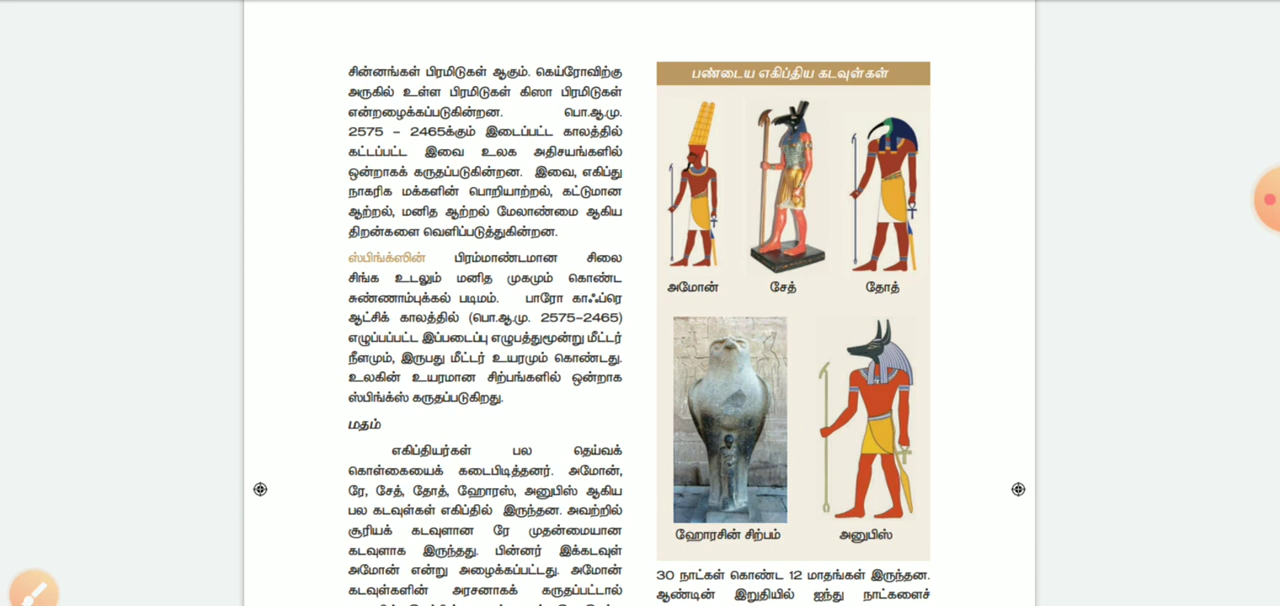 சின்னங்கள் பிரமிடுகள் ஆகும். கெய்ரோவிற்கு
அருகில் உள்ள பிரமிடுகள் கிஸா பிரமிடுகள்
என்றழைக்கப்படுகின்றன. பொ.ஆ.மு.
2575 – 2465க்கும் இடைப்பட்ட காலத்தில்
கட்டப்பட்ட இவை உலக அதிசயங்களில்
ஒன்றாகக் கருதப்படுகின்றன. இவை, எகிப்து
நாகரிக மக்களின் பொறியாற்றல், கட்டுமான
ஆற்றல், மனித ஆற்றல் மேலாண்மை ஆகிய
திறன்களை வெளிப்படுத்துகின்றன.
ஸ்பிங்க்ஸின் பிரம்மாண்டமான சிலை
சிங்க உடலும் மனித முகமும் கொண்ட
சுண்ணாம்புக்கல் படிமம். பாரோ காஃப்ரெ
ஆட்சிக் காலத்தில் (பொ.ஆ.மு. 2575–2465)
எழுப்பப்பட்ட இப்படைப்பு எழுபத்துமூன்று மீட்டர்
நீளமும், இருபது மீட்டர் உயரமும் கொண்டது.
உலகின் உயரமான சிற்பங்களில் ஒன்றாக
ஸ்பிங்க்ஸ் கருதப்படுகிறது.
மதம்
எகிப்தியர்கள் பல தெய்வக்
கொள்கையைக் கடைபிடித்தனர். அமோன்,
ரே, சேத், தோத், ஹோரஸ், அனுபிஸ் ஆகிய
பல கடவுள்கள் எகிப்தில் இருந்தன. அவற்றில்
சூரியக் கடவுளான ரே முதன்மையான
கடவுளாக இருந்தது. பின்னர் இக்கடவுள்
அமோன் என்று அழைக்கப்பட்டது. அமோன்
கடவுள்களின் அரசனாகக் கருதப்பட்டால்
பண்டைய எகிப்திய கடவுள்கள்
அமோன் சேத் தோத்
ஹோரசின் சிற்பம் அனுபிஸ்
30 நாட்கள் கொண்ட 12 மாதங்கள் இருந்தன.
ஆண்டின் இறுதியில் ஐந்து நாட்களைச்